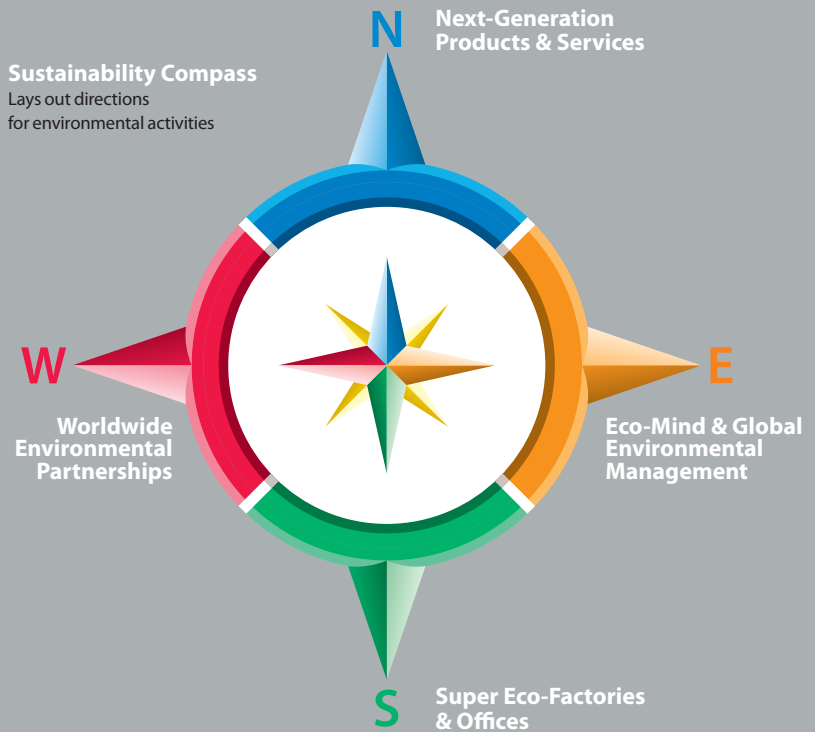 N
Next-Generation
Products & Services
Sustainability Compass
Lays out directions
for environmental activities
W
Worldwide
Environmental
Partnerships
E
Eco-Mind & Global
Environmental
Management
S
Super Eco-Factories
& Offices